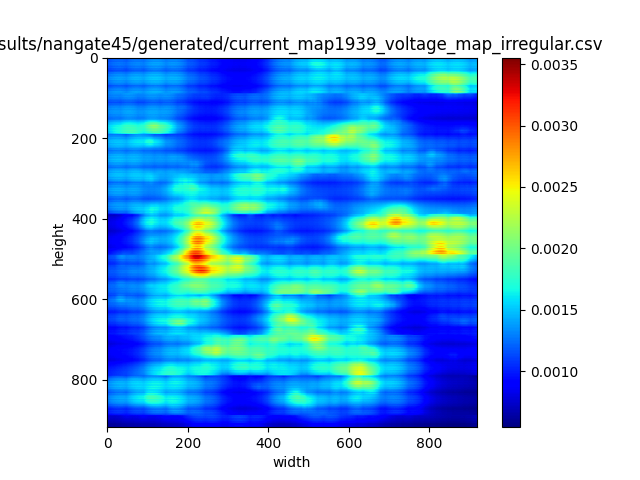 sults/nangate45/generated/current_map1939_voltage_map_irregular.csv
0
200
400
600
800
height
0 200 400 600 800
width
0.0035
0.0030
0.0025
0.0020
0.0015
0.0010